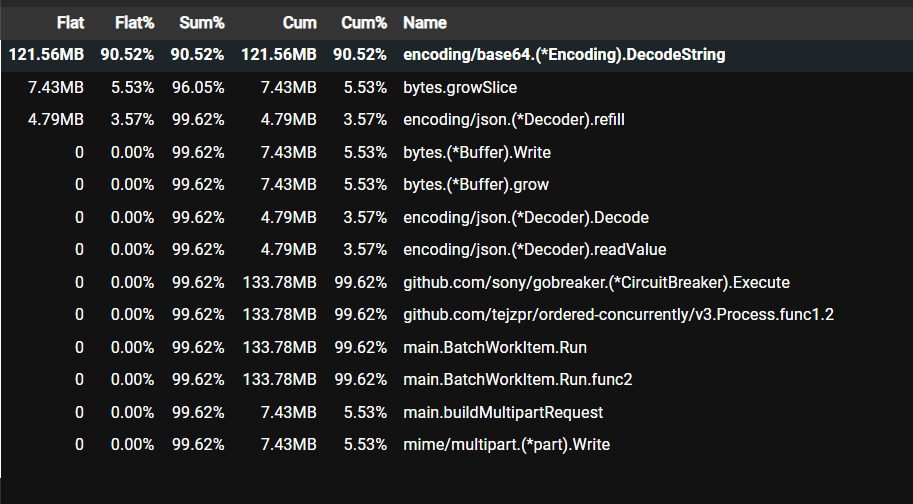 Flat Flat% Sum% Cum Cum% Name
121.56MB 90.52% 90.52% 121.56MB 90.52% encoding/base64.(*Encoding).DecodeString
7.43MB 5.53% 96.05% 7.43MB 5.53% bytes.growSlice
4.79MB 3.57% 99.62% 4.79MB 3.57% encoding/json.(*Decoder).refill
0 0.00% 99.62% 7.43MB 5.53% bytes.(*Buffer).Write
0 0.00% 99.62% 7.43MB 5.53% bytes.(*Buffer).grow
0 0.00% 99.62% 4.79MB 3.57% encoding/json.(*Decoder).Decode
0 0.00% 99.62% 4.79MB 3.57% encoding/json.(*Decoder).readValue
0 0.00% 99.62% 133.78MB 99.62% github.com/sony/gobreaker.(*CircuitBreaker).Execute
0 0.00% 99.62% 133.78MB 99.62% github.com/tejzpr/ordered-concurrently/v3.Process.func1.2
0 0.00% 99.62% 133.78MB 99.62% main.BatchWorkItem.Run
0 0.00% 99.62% 133.78MB 99.62% main.BatchWorkItem.Run.func2
0 0.00% 99.62% 7.43MB 5.53% main.buildMultipartRequest
0 0.00% 99.62% 7.43MB 5.53% mime/multipart.(*part).Write